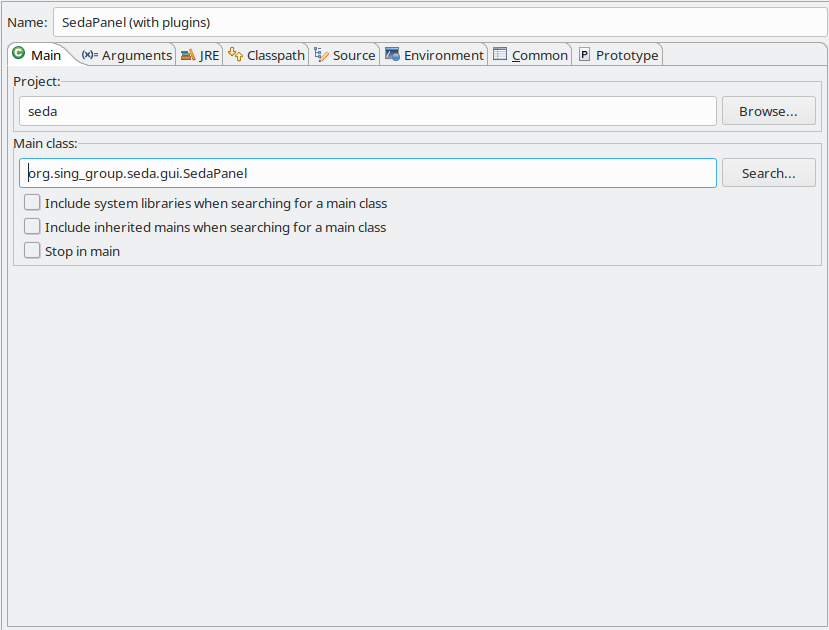 Name: SedaPanel (with plugins)
Main (x)= Arguments JRE Classpath Source Environment Common P Prototype
Project:
seda Browse...
Main class:
org.sing_group.seda.gui.SedaPanel Search...
Include system libraries when searching for a main class
Include inherited mains when searching for a main class
Stop in main